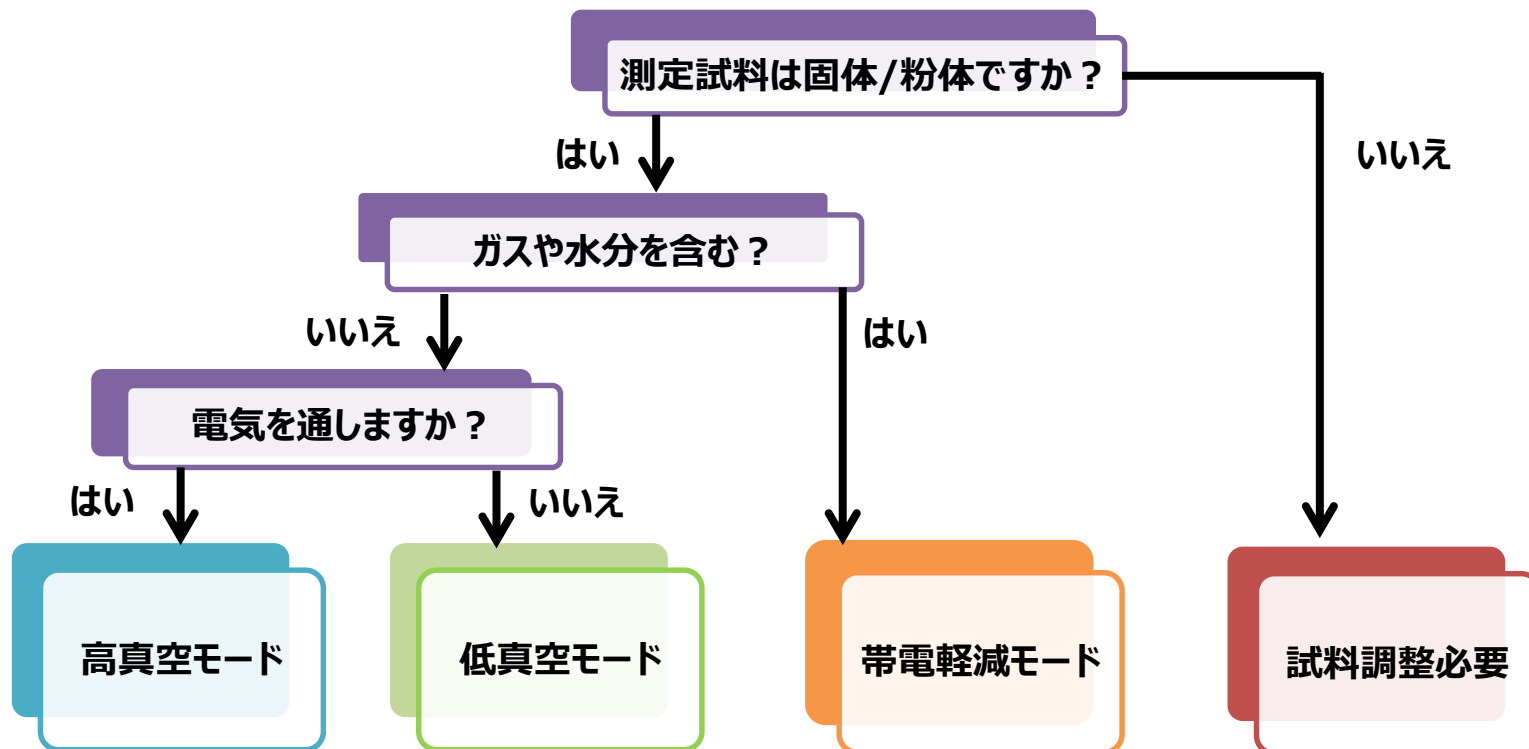 測定試料は固体/粉体ですか？
はい
いいえ
ガスや水分を含む？
いいえ
はい
電気を通しますか？
はい
いいえ
高真空モード
低真空モード
帯電軽減モード
試料調整必要